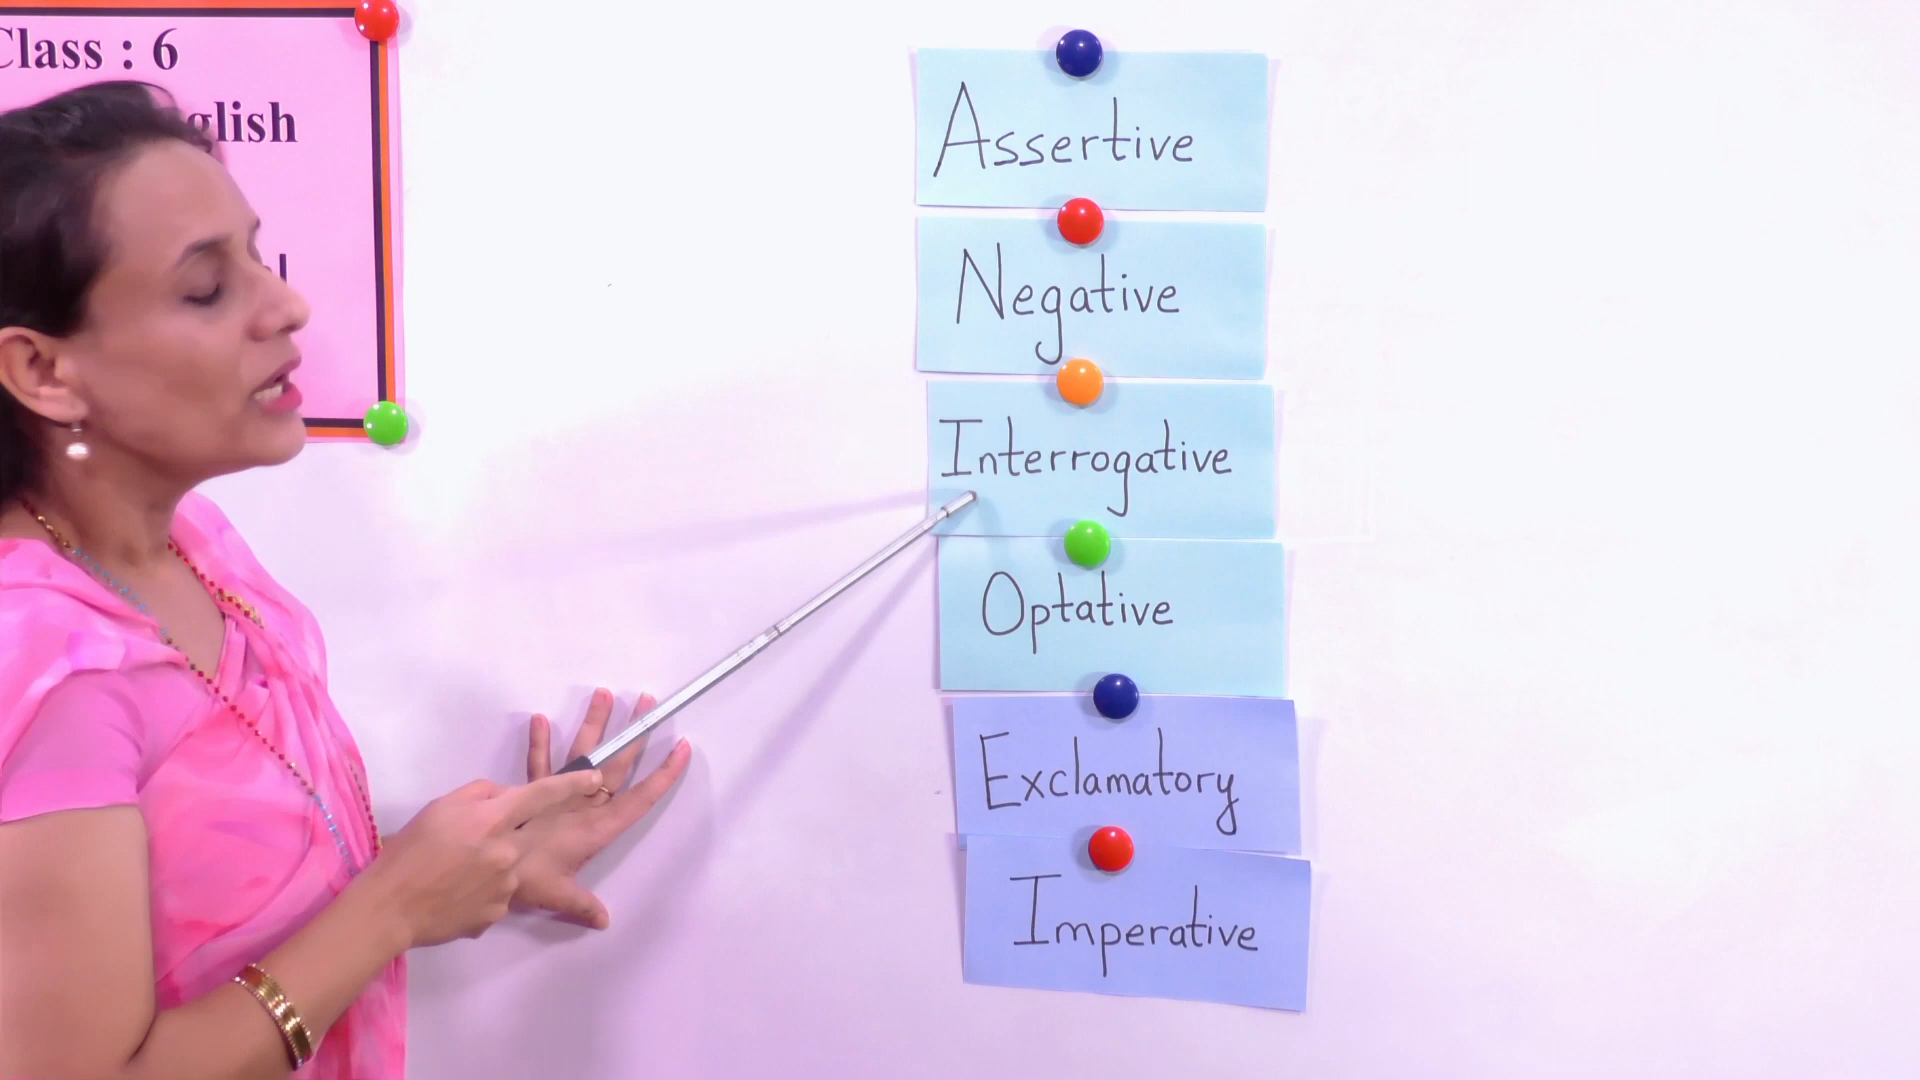 Class : 6
glish
Assertive
Negative
Interrogative
Optative
Exclamatory
Imperative